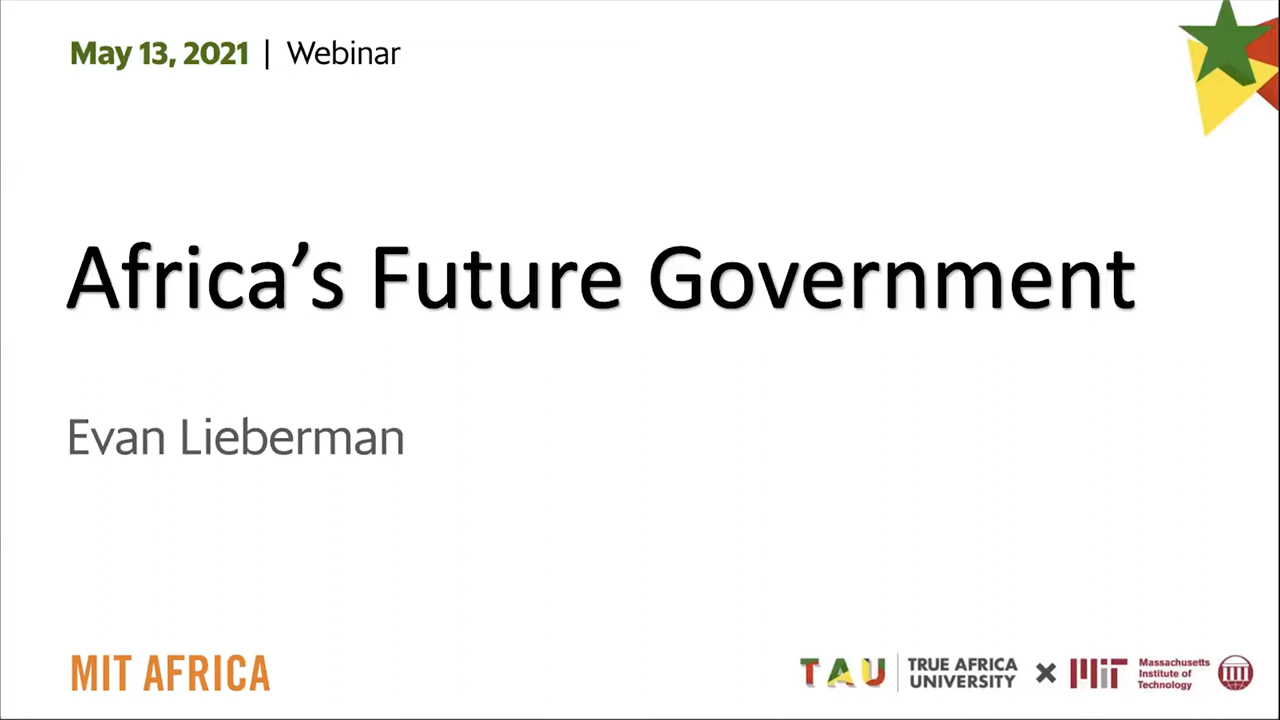 May 13, 2021 | Webinar
Africa's Future Government
Evan Lieberman
MIT AFRICA
TAU | TRUE AFRICA
UNIVERSITY
×
MIT
Massachusetts
Institute of
Technology